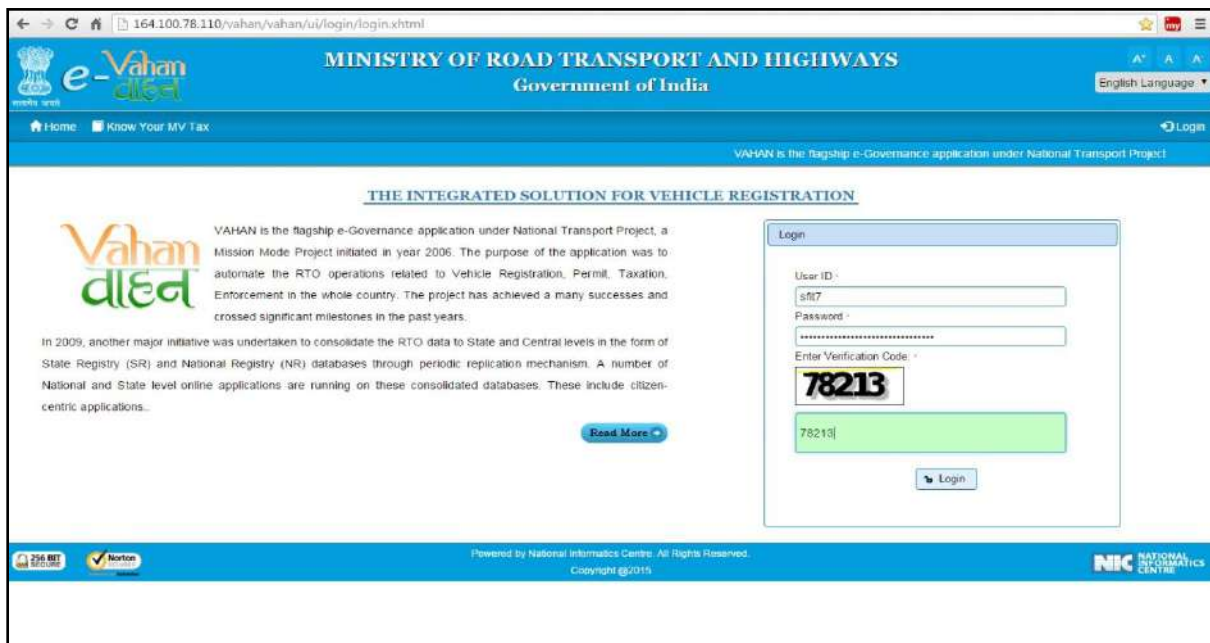 164.100.78.110/vahan/vahan/ui/login/login.xhtml
my
सत्यमेव जयते
e-Vahan
वाहन
MINISTRY OF ROAD TRANSPORT AND HIGHWAYS
Government of India
A+ A A-
English Language
Home Know Your MV Tax
Login
VAHAN is the flagship e-Governance application under National Transport Project
THE INTEGRATED SOLUTION FOR VEHICLE REGISTRATION
Vahan
वाहन
VAHAN is the flagship e-Governance application under National Transport Project, a
Mission Mode Project initiated in year 2006. The purpose of the application was to
automate the RTO operations related to Vehicle Registration, Permit, Taxation,
Enforcement in the whole country. The project has achieved a many successes and
crossed significant milestones in the past years.
In 2009, another major initiative was undertaken to consolidate the RTO data to State and Central levels in the form of
State Registry (SR) and National Registry (NR) databases through periodic replication mechanism. A number of
National and State level online applications are running on these consolidated databases. These include citizen-
centric applications..
Read More
Login
User ID
sfit7
Password
Enter Verification Code:
78213
78213
Login
256 BIT
SECURE
Norton
Powered by National Informatics Centre. All Rights Reserved.
Copyright @2015
NIC NATIONAL
INFORMATICS
CENTRE